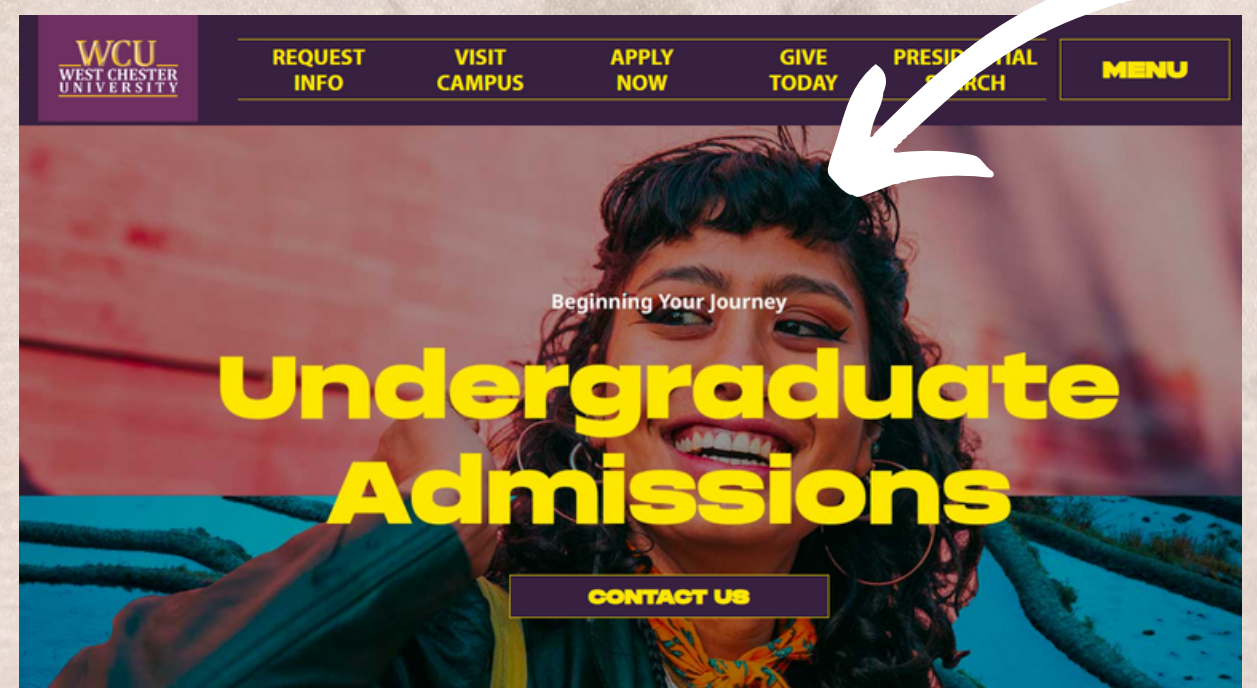 WCU
WEST CHESTER
UNIVERSITY
REQUEST
INFO
VISIT
CAMPUS
APPLY
NOW
GIVE
TODAY
MENU
Beginning Your Journey
Undergraduate
Admissions
CONTACT US